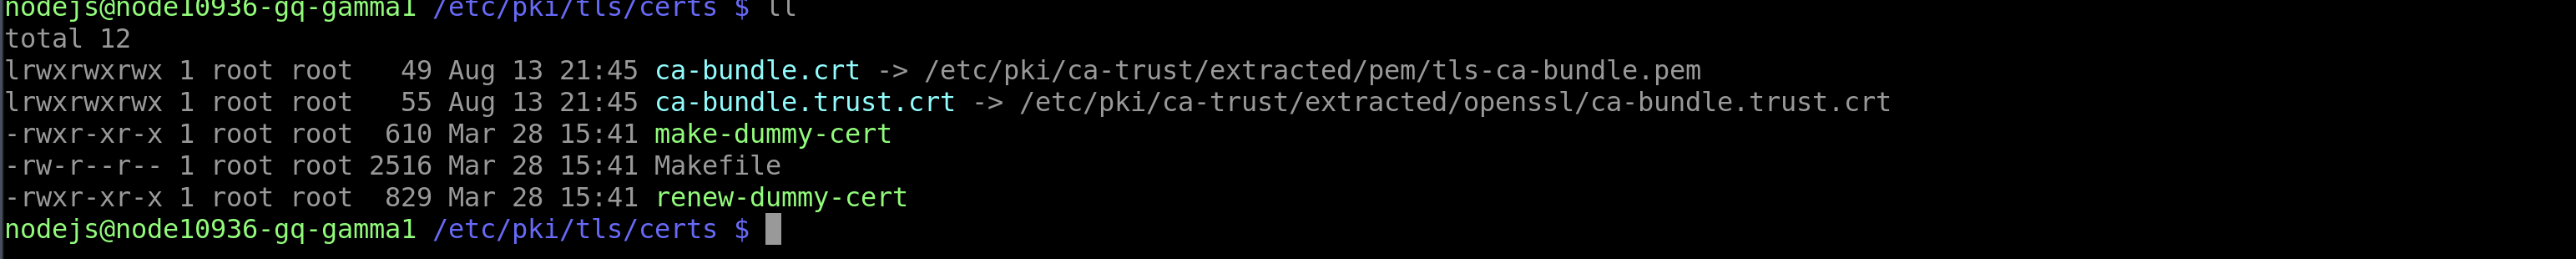 nodejs@node10936-gq-gamma1 /etc/pki/tls/certs $ ll
total 12
lrwxrwxrwx 1 root root   49 Aug 13 21:45 ca-bundle.crt -> /etc/pki/ca-trust/extracted/pem/tls-ca-bundle.pem
lrwxrwxrwx 1 root root   55 Aug 13 21:45 ca-bundle.trust.crt -> /etc/pki/ca-trust/extracted/openssl/ca-bundle.trust.crt
-rwxr-xr-x 1 root root  610 Mar 28 15:41 make-dummy-cert
-rw-r--r-- 1 root root 2516 Mar 28 15:41 Makefile
-rwxr-xr-x 1 root root  829 Mar 28 15:41 renew-dummy-cert
nodejs@node10936-gq-gamma1 /etc/pki/tls/certs $